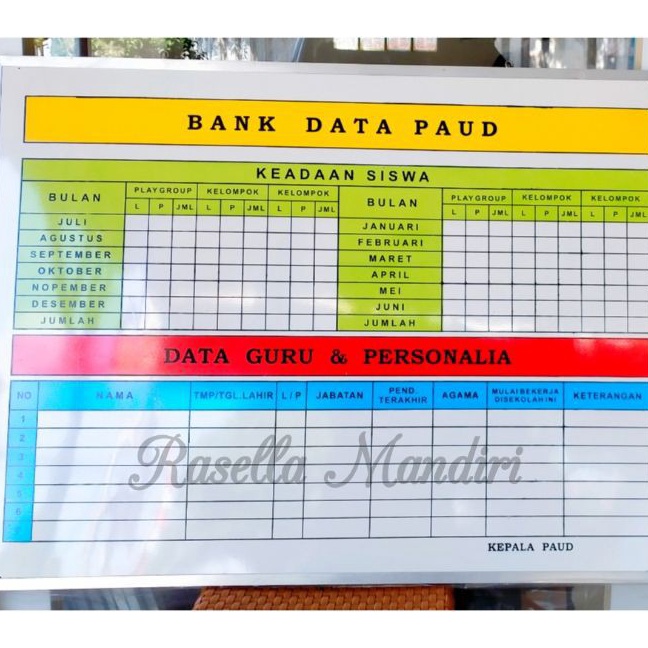 BANK DATA PAUD
KEADAAN SISWA
BULAN PLAYGROUP KELOMPOK KELOMPOK BULAN PLAYGROUP KELOMPOK KELOMPOK
L P JML L P JML L P JML L P JML L P JML L P JML
JULI JANUARI
AGUSTUS FEBRUARI
SEPTEMBER MARET
OKTOBER APRIL
NOPEMBER MEI
DESEMBER JUNI
JUMLAH JUMLAH
DATA GURU & PERSONALIA
NO NAMA TMP/TGL.LAHIR L/P JABATAN PEND. TERAKHIR AGAMA MULAI BEKERJA DISEKOLAH INI KETERANGAN
1
2
3
4
5
6
Rasella Mandiri
KEPALA PAUD